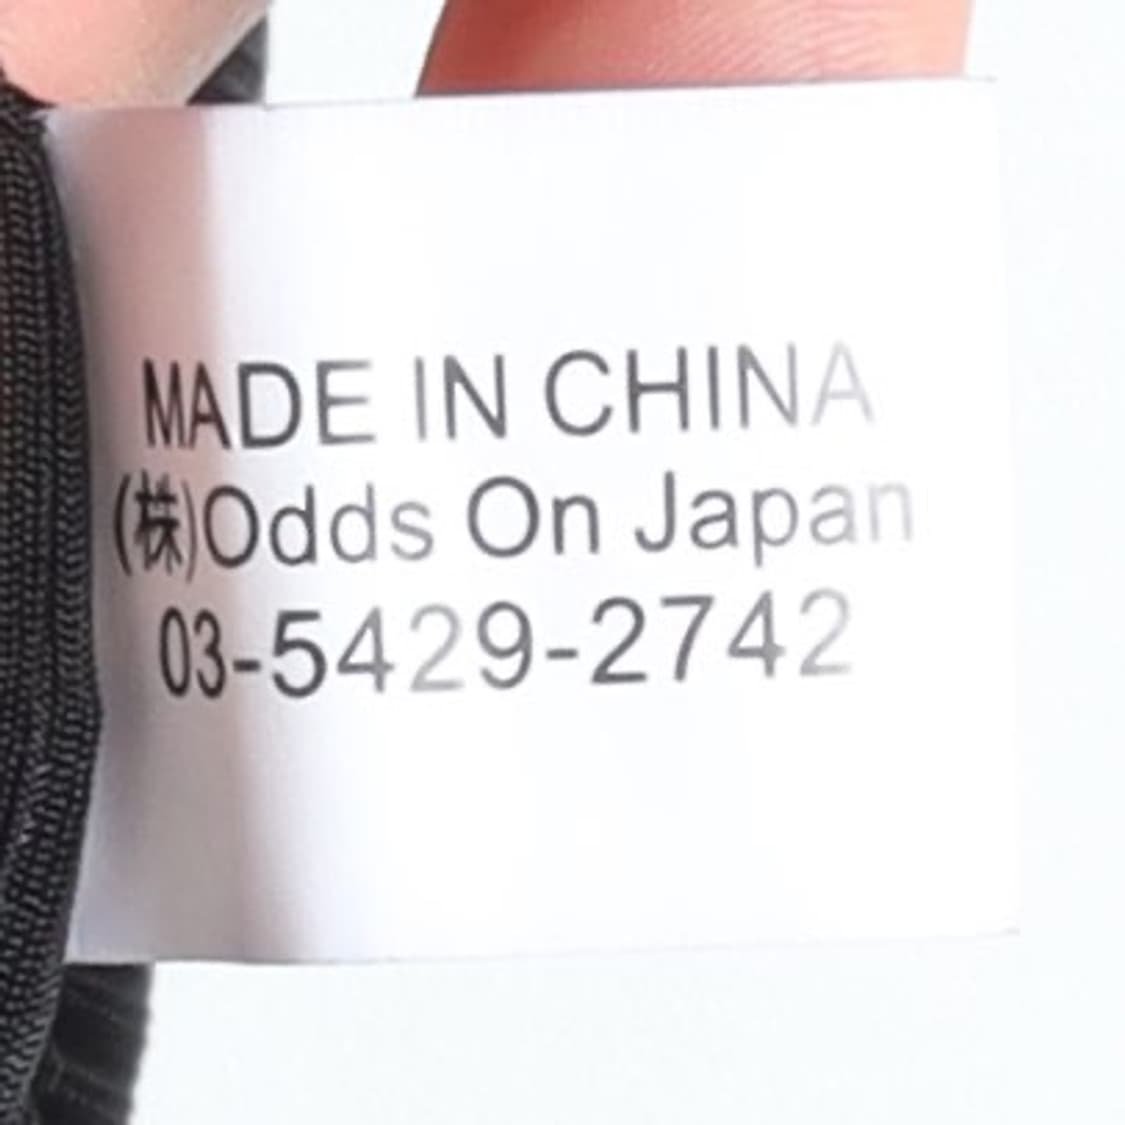 MADE IN CHINA
(株)Odds On Japan
03-5429-2742